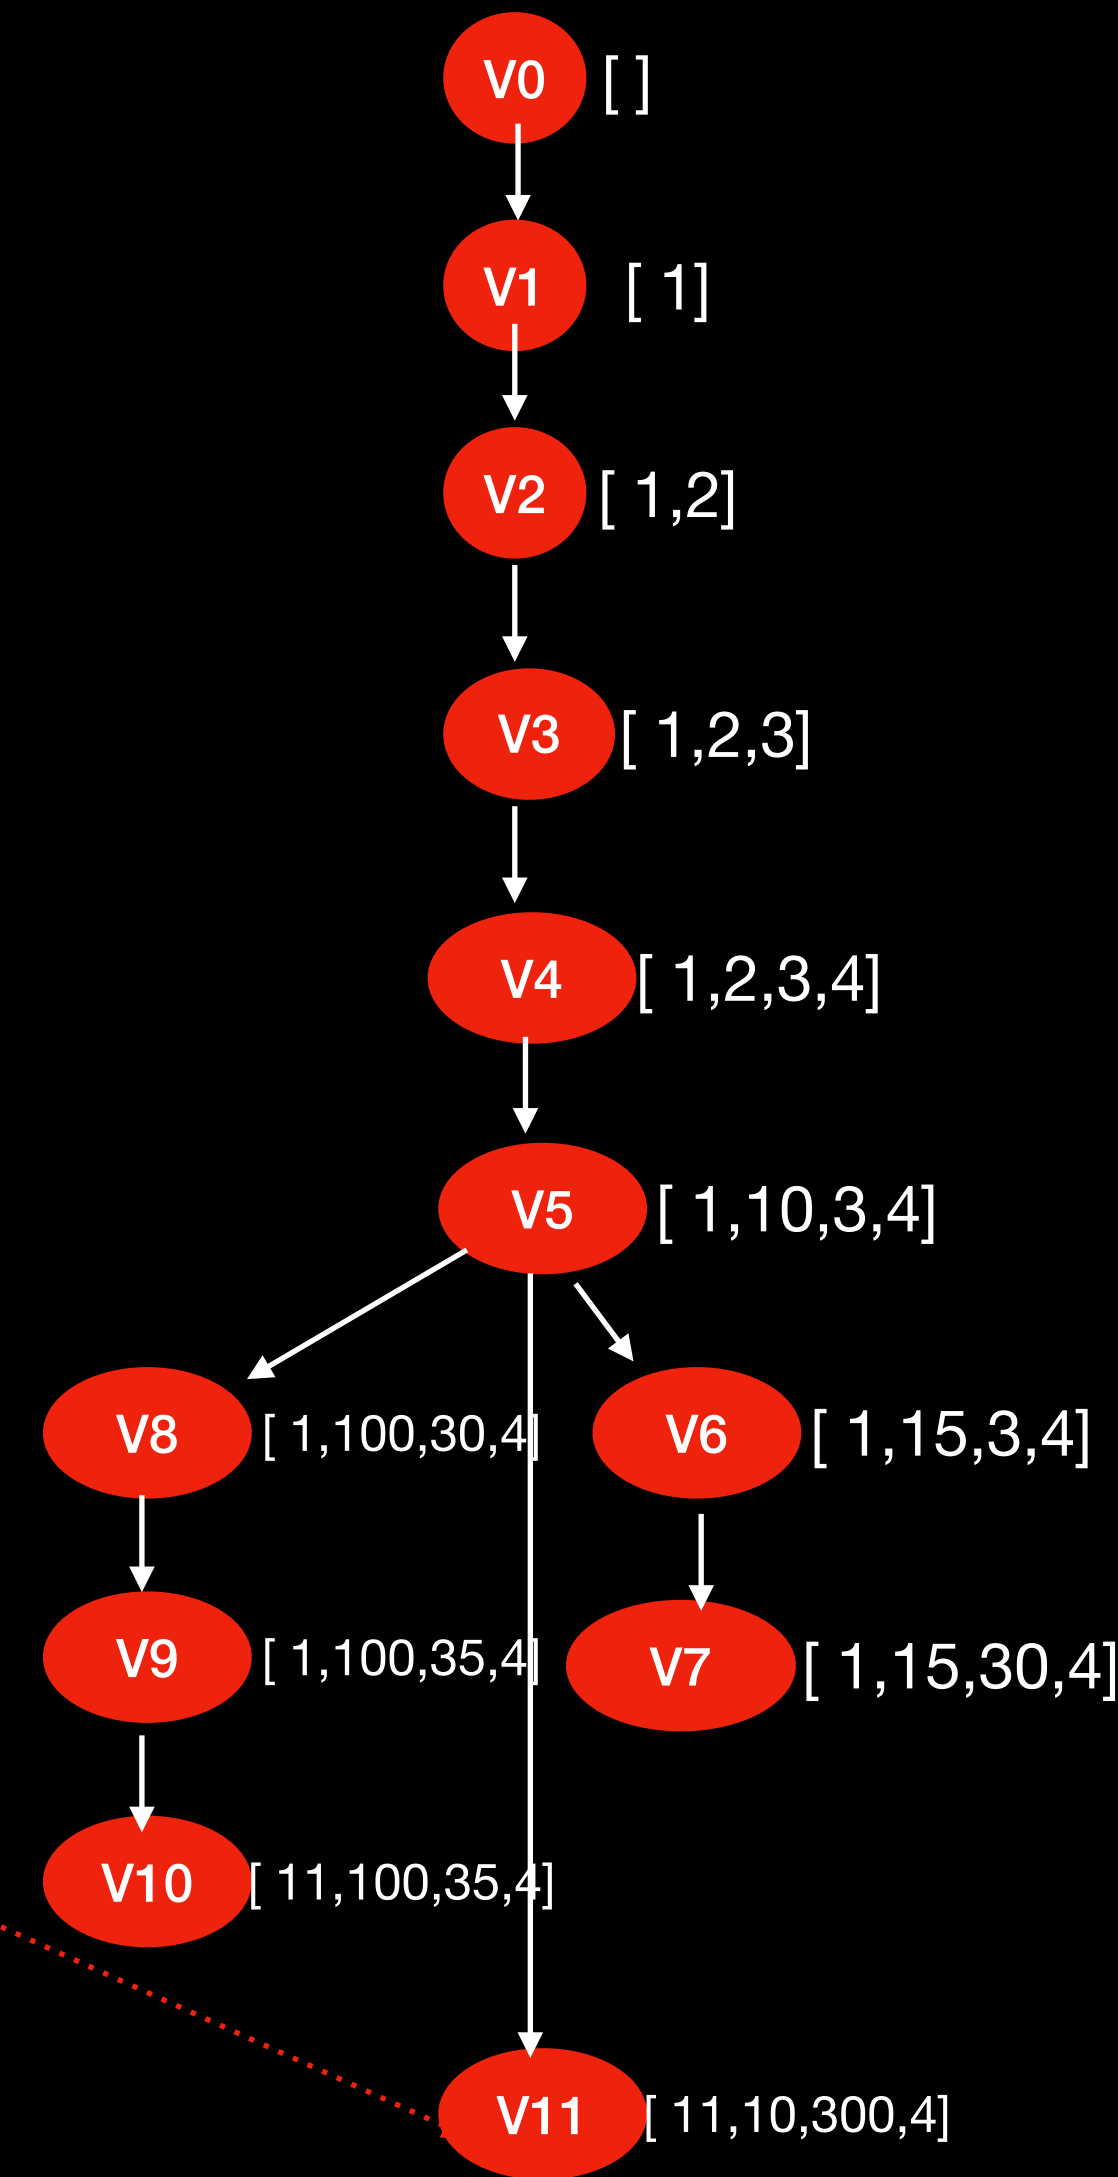 V0 [ ]
V1 [ 1]
V2 [ 1,2]
V3 [ 1,2,3]
V4 [ 1,2,3,4]
V5 [ 1,10,3,4]
V8 [ 1,100,30,4] V6 [ 1,15,3,4]
V9 [ 1,100,35,4] V7 [ 1,15,30,4]
V10 [ 11,100,35,4]
V11 [ 11,10,300,4]